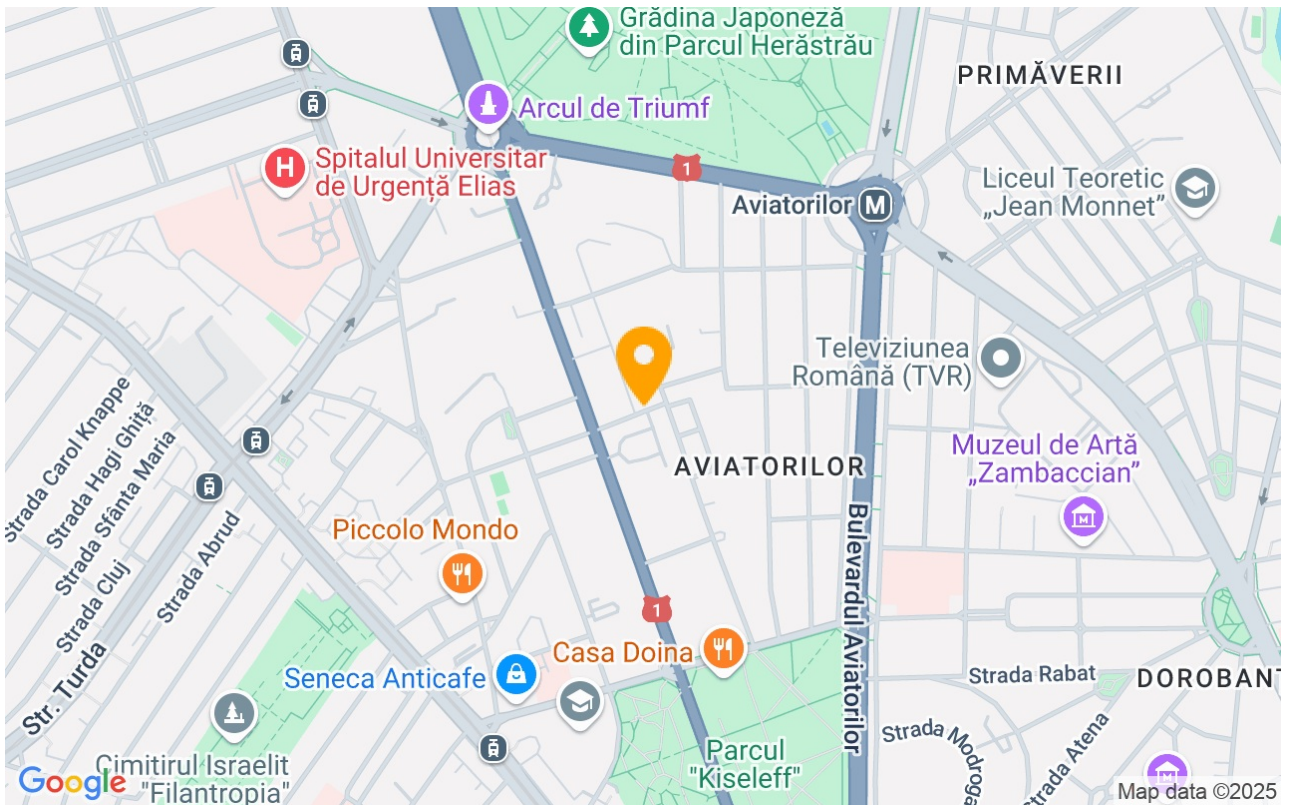 Grădina Japoneză
din Parcul Herăstrău
PRIMĂVERII
Arcul de Triumf
H
Spitalul Universitar
de Urgență Elias
1
Aviatorilor
M
Liceul Teoretic
„Jean Monnet”
Televiziunea
Română (TVR)
Strada Carol Knappe
Strada Hagi Ghiță
Strada Sfânta Maria
Strada Cluj
Strada Abrud
Str. Turda
AVIATORILOR
Muzeul de Artă
„Zambaccian”
Bulevardul Aviatorilor
Piccolo Mondo
1
Casa Doina
Seneca Anticafe
Strada Rabat
DOROBANȚ
Strada Atena
Parcul
"Kiseleff"
Cimitirul Israelit
"Filantropia"
Google
Map data ©2025